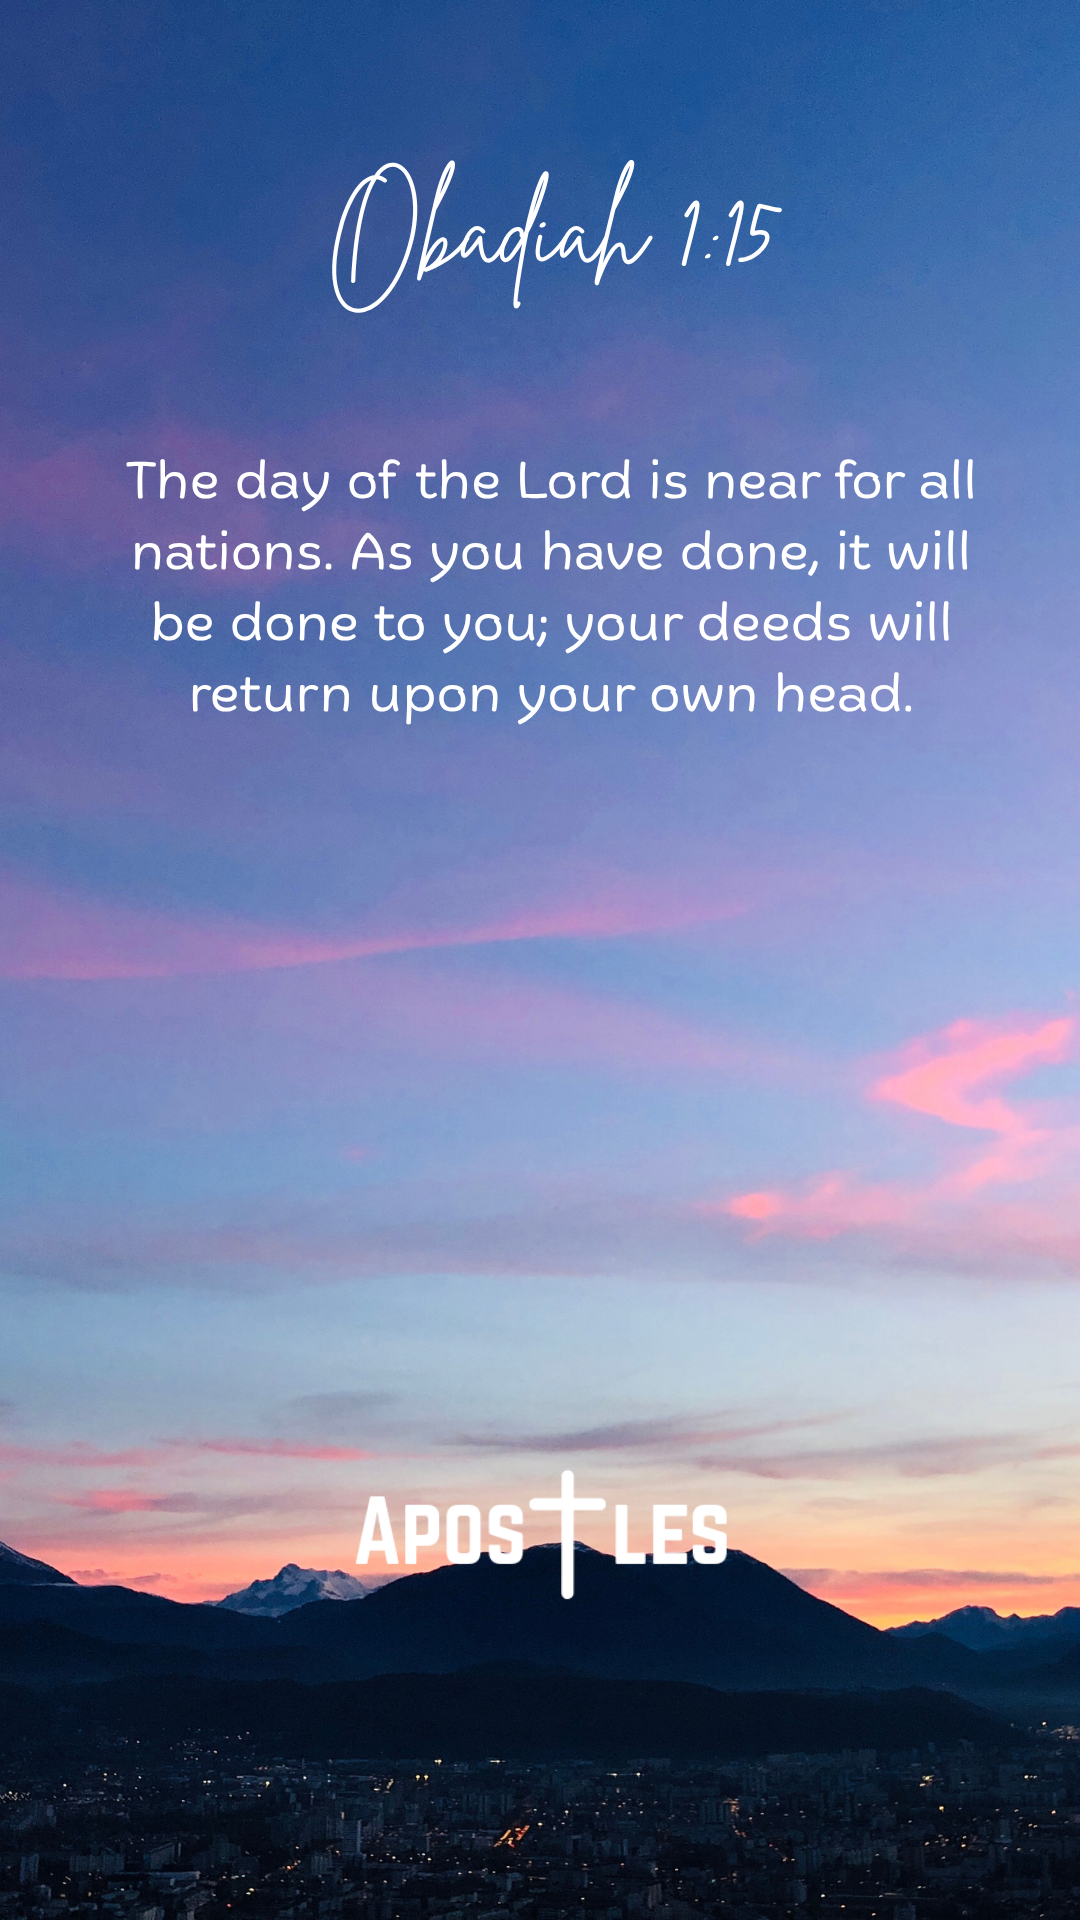 Obadiah 1:15
The day of the Lord is near for all
nations. As you have done, it will
be done to you; your deeds will
return upon your own head.
APOSTLES